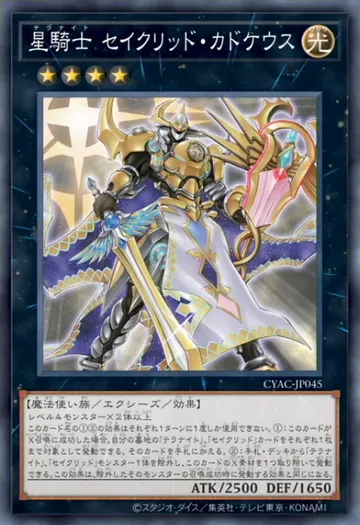 テラナイト
星騎士 セイクリッド・カドケウス
光
CYAC-JP045
【魔法使い族／エクシーズ／効果】
レベル４モンスター×２体以上
このカード名の①②の効果はそれぞれ１ターンに１度しか使用できない。①：このカードが
X召喚に成功した場合、自分の墓地の「テラナイト」、「セイクリッド」カードをそれぞれ１枚
まで対象として発動できる。そのカードを手札に加える。②：手札・デッキから「テラナイ
ト」、「セイクリッド」モンスター１体を除外し、このカードのX素材を１つ取り除いて発動で
きる。この効果は、除外したそのモンスターの召喚成功時に発動する効果と同じになる。
ATK/2500 DEF/1650
©スタジオ・ダイス／集英社・テレビ東京・KONAMI